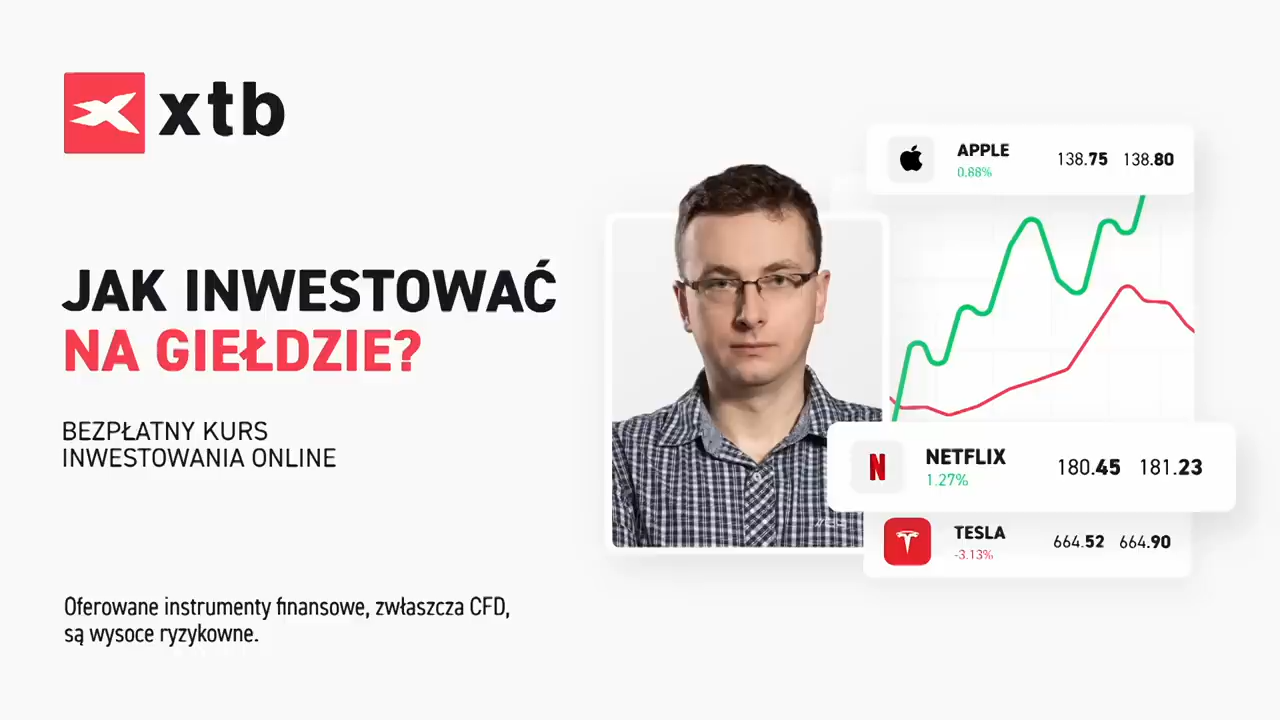 xtb
JAK INWESTOWAĆ
NA GIEŁDZIE?
BEZPŁATNY KURS
INWESTOWANIA ONLINE
Oferowane instrumenty finansowe, zwłaszcza CFD,
są wysoce ryzykowne.
APPLE 138.75 138.80
0.88%
NETFLIX 180.45 181.23
1.27%
TESLA 664.52 664.90
-3.13%